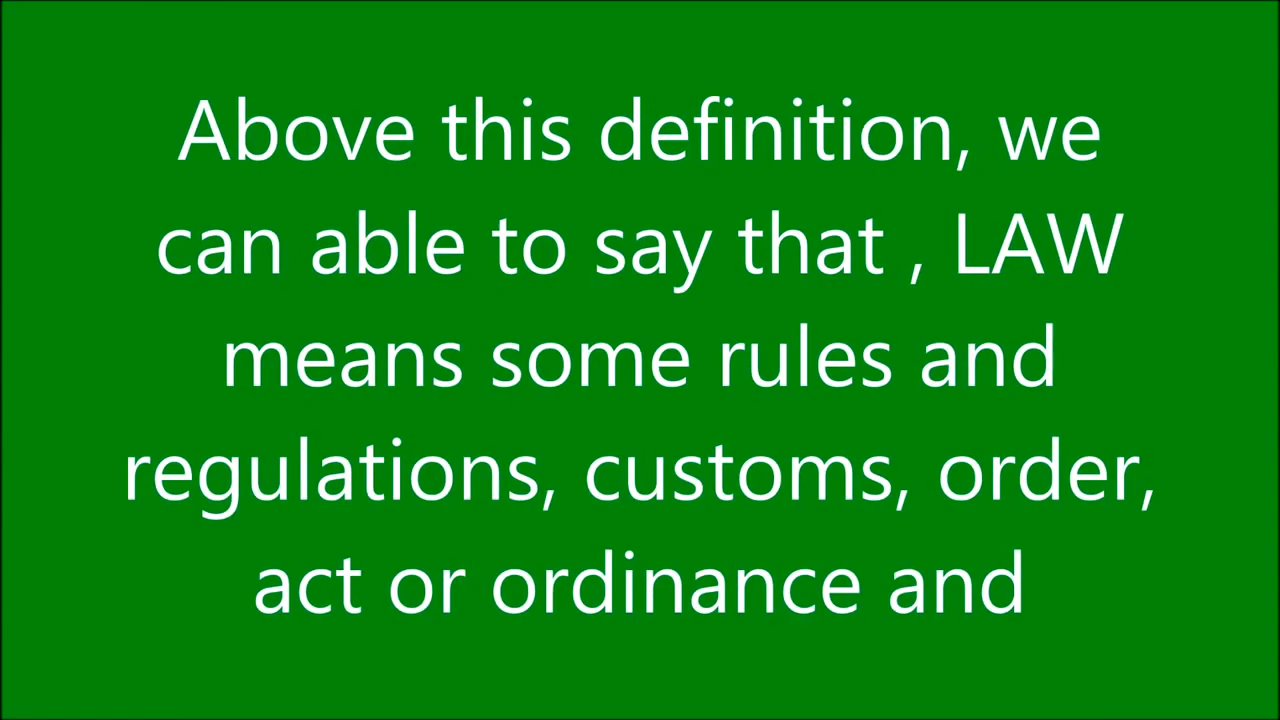 Above this definition, we
can able to say that , LAW
means some rules and
regulations, customs, order,
act or ordinance and